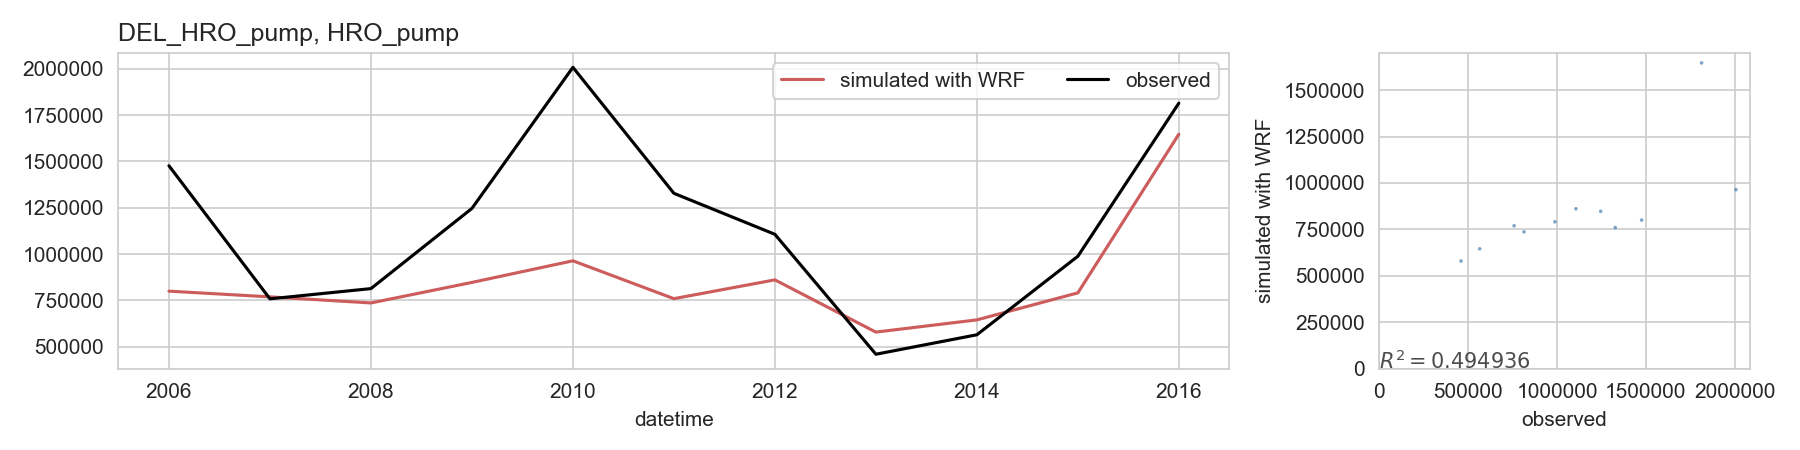 DEL_HRO_pump, HRO_pump
2000000
1750000
1500000
1250000
1000000
750000
500000
simulated with WRF observed
2006 2008 2010 2012 2014 2016
datetime
1500000
1250000
1000000
750000
500000
250000
0
simulated with WRF
R² = 0.494936
0 500000 1000000 1500000 2000000
observed